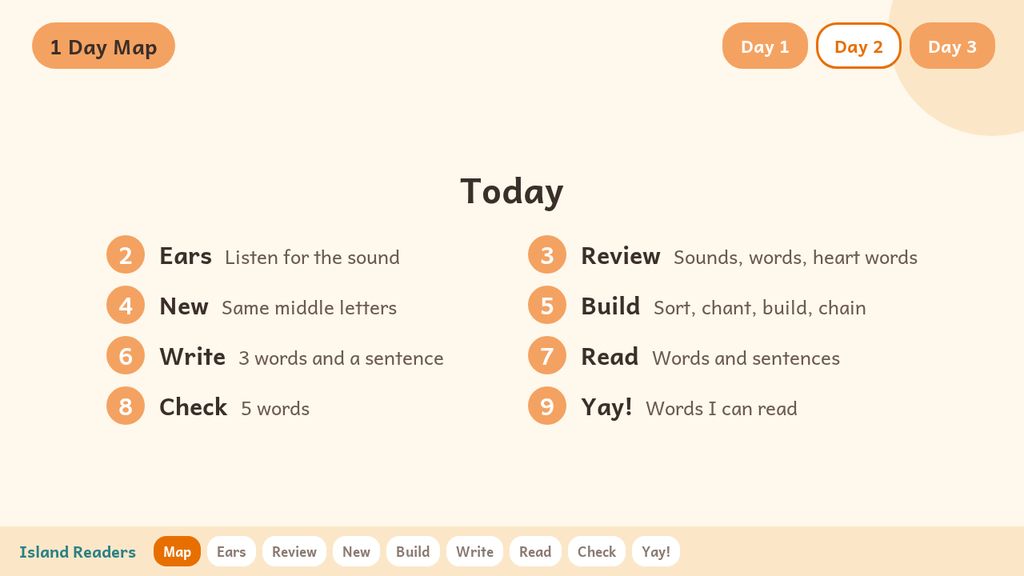 1 Day Map
Day 1 Day 2 Day 3
Today
2 Ears Listen for the sound
3 Review Sounds, words, heart words
4 New Same middle letters
5 Build Sort, chant, build, chain
6 Write 3 words and a sentence
7 Read Words and sentences
8 Check 5 words
9 Yay! Words I can read
Island Readers Map Ears Review New Build Write Read Check Yay!